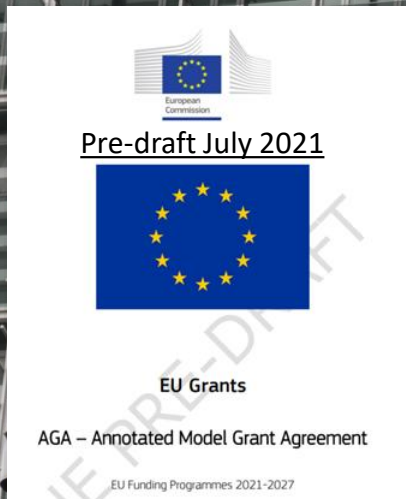 European
Commission
Pre-draft July 2021
EU Grants
AGA – Annotated Model Grant Agreement
EU Funding Programmes 2021-2027